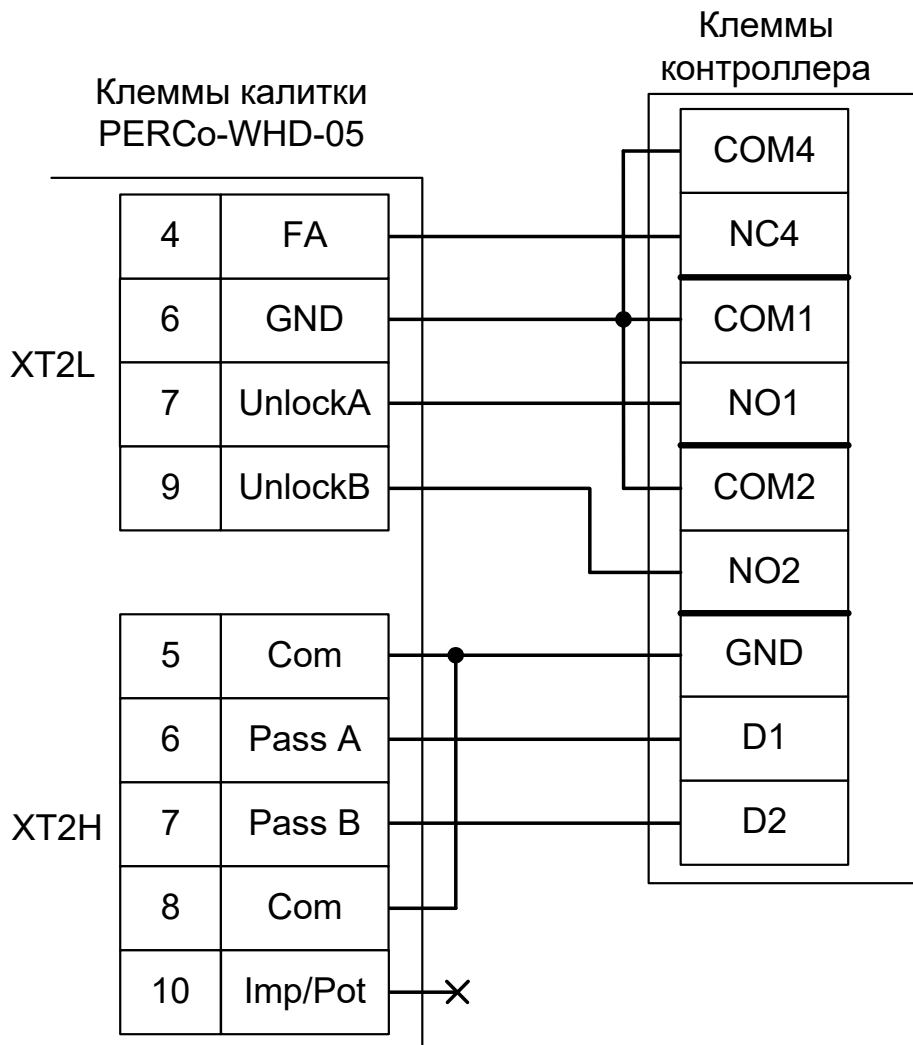 Клеммы
контроллера
Клеммы калитки
PERCo-WHD-05
COM4
4 FA NC4
6 GND COM1
XT2L
7 UnlockA NO1
9 UnlockB COM2
NO2
5 Com GND
6 Pass A D1
XT2H
7 Pass B D2
8 Com
10 Imp/Pot